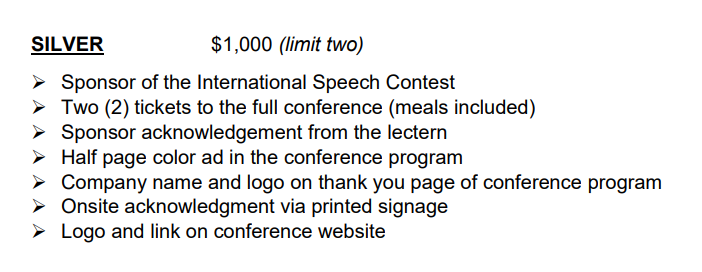 SILVER $1,000 (limit two)
➢ Sponsor of the International Speech Contest
➢ Two (2) tickets to the full conference (meals included)
➢ Sponsor acknowledgement from the lectern
➢ Half page color ad in the conference program
➢ Company name and logo on thank you page of conference program
➢ Onsite acknowledgment via printed signage
➢ Logo and link on conference website